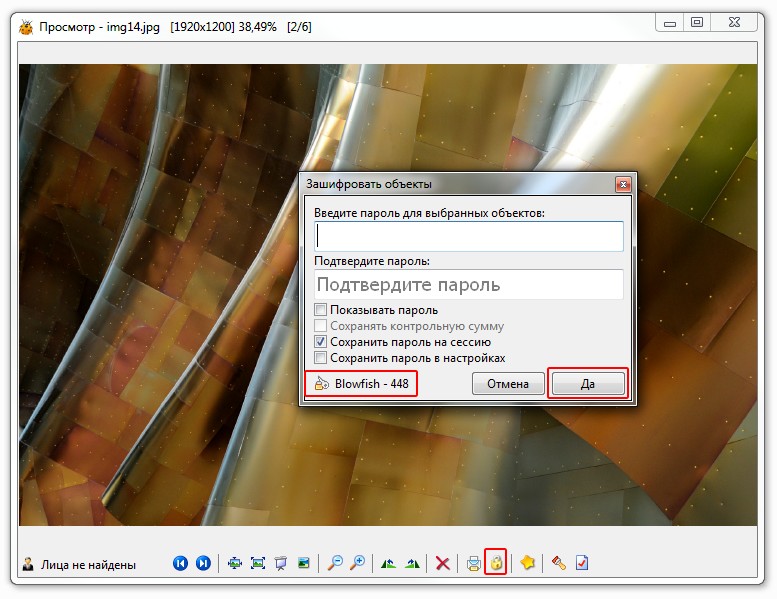 Просмотр - img14.jpg [1920x1200] 38,49% [2/6]
Зашифровать объекты
Введите пароль для выбранных объектов:
Подтвердите пароль:
Подтвердите пароль
Показывать пароль
Сохранять контрольную сумму
Сохранить пароль на сессию
Сохранить пароль в настройках
Blowfish - 448
Отмена
Да
Лица не найдены